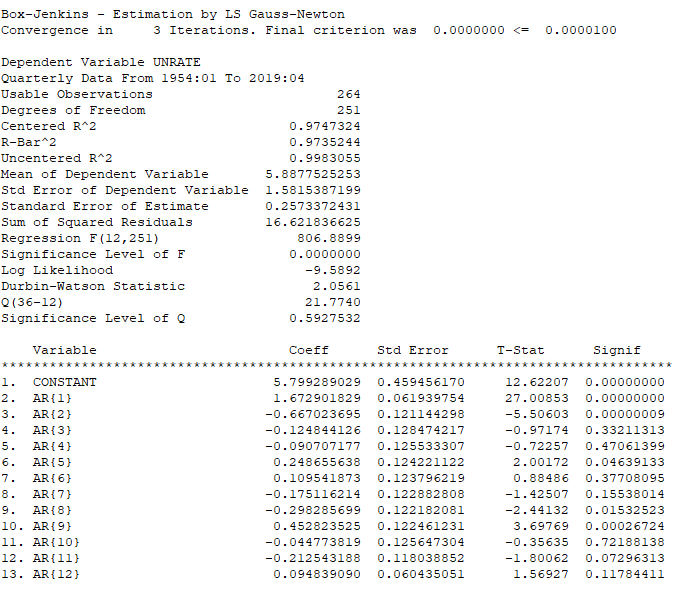 Box-Jenkins - Estimation by LS Gauss-Newton
Convergence in     3 Iterations. Final criterion was  0.0000000 <=  0.0000100
Dependent Variable UNRATE
Quarterly Data From 1954:01 To 2019:04
Usable Observations                       264
Degrees of Freedom                        251
Centered R^2                        0.9747324
R-Bar^2                             0.9735244
Uncentered R^2                      0.9983055
Mean of Dependent Variable       5.8877525253
Std Error of Dependent Variable  1.5815387199
Standard Error of Estimate       0.2573372431
Sum of Squared Residuals         16.621836625
Regression F(12,251)                 806.8899
Significance Level of F             0.0000000
Log Likelihood                        -9.5892
Durbin-Watson Statistic                2.0561
Q(36-12)                              21.7740
Significance Level of Q             0.5927532
Variable                        Coeff      Std Error      T-Stat      Signif
************************************************************************************
1.  CONSTANT                      5.799289029  0.459456170     12.62207  0.00000000
2.  AR{1}                         1.672901829  0.061939754     27.00853  0.00000000
3.  AR{2}                        -0.667023695  0.121144298     -5.50603  0.00000009
4.  AR{3}                        -0.124844126  0.128474217     -0.97174  0.33211313
5.  AR{4}                        -0.090707177  0.125533307     -0.72257  0.47061399
6.  AR{5}                         0.248655638  0.124221122      2.00172  0.04639133
7.  AR{6}                         0.109541873  0.123796219      0.88486  0.37708095
8.  AR{7}                        -0.175116214  0.122882808     -1.42507  0.15538014
9.  AR{8}                        -0.298285699  0.122182081     -2.44132  0.01532523
10. AR{9}                         0.452823525  0.122461231      3.69769  0.00026724
11. AR{10}                       -0.044773819  0.125647304     -0.35635  0.72188138
12. AR{11}                       -0.212543188  0.118038852     -1.80062  0.07296313
13. AR{12}                        0.094839090  0.060435051      1.56927  0.11784411